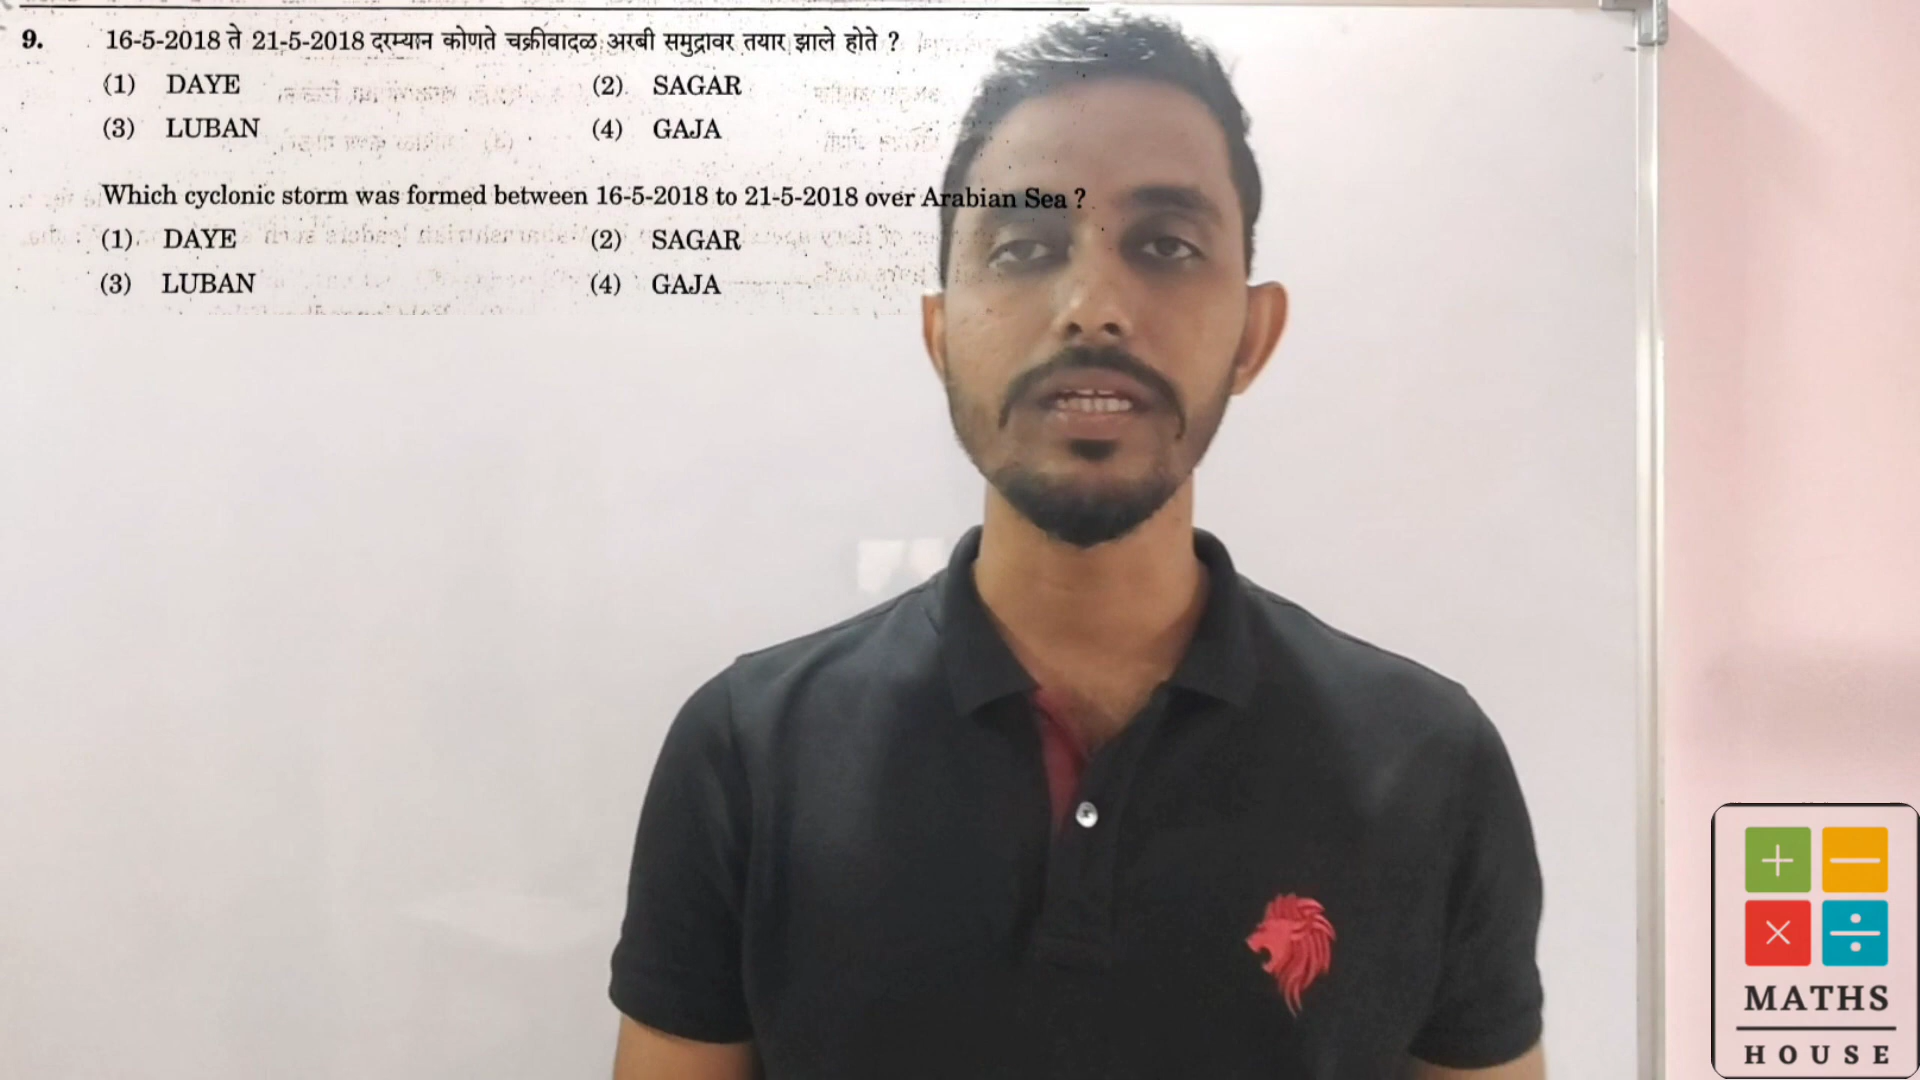 9. 16-5-2018 ते 21-5-2018 दरम्यान कोणते चक्रीवादळ अरबी समुद्रावर तयार झाले होते ?
(1) DAYE (2) SAGAR
(3) LUBAN (4) GAJA
Which cyclonic storm was formed between 16-5-2018 to 21-5-2018 over Arabian Sea ?
(1) DAYE (2) SAGAR
(3) LUBAN (4) GAJA
+ −
× ÷
MATHS
HOUSE